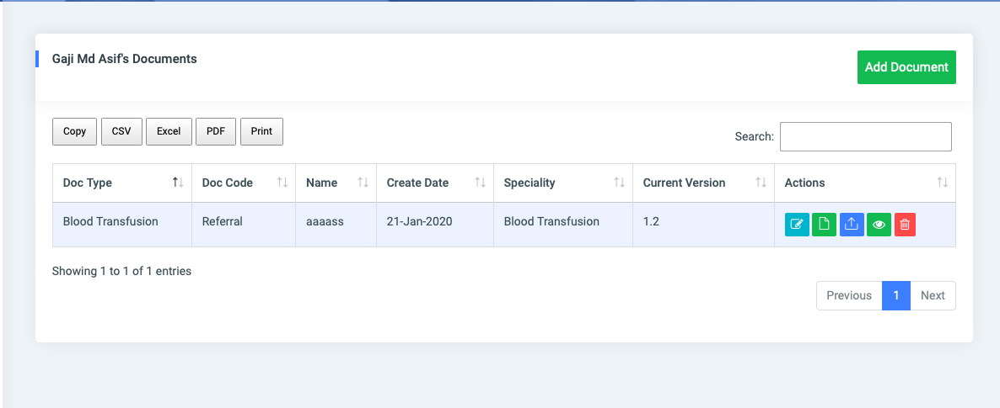 Gaji Md Asif's Documents
Add Document
Copy CSV Excel PDF Print
Search:
Doc Type Doc Code Name Create Date Speciality Current Version Actions
Blood Transfusion Referral aaaass 21-Jan-2020 Blood Transfusion 1.2
Showing 1 to 1 of 1 entries
Previous 1 Next